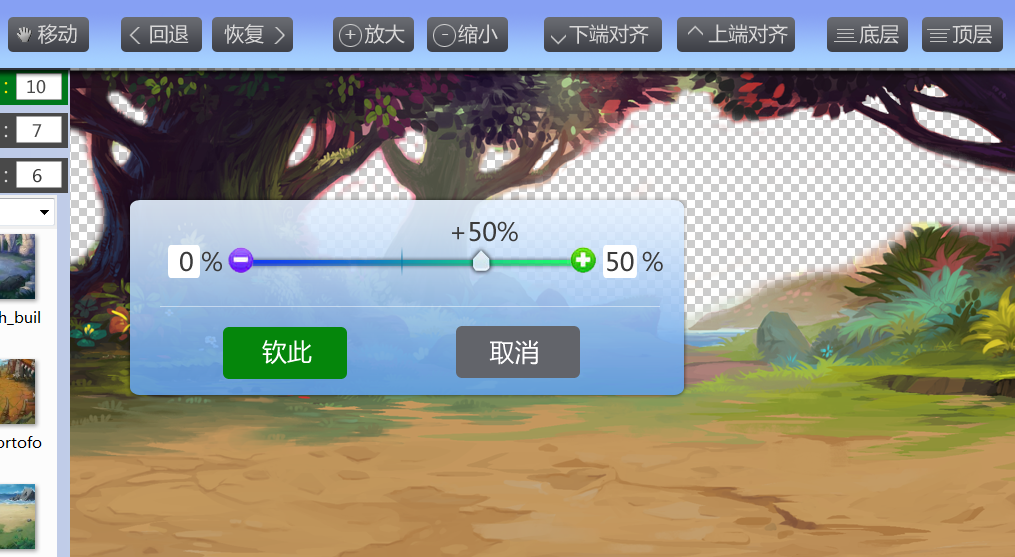 移动 回退 恢复 放大 缩小 下端对齐 上端对齐 底层 顶层
: 10
: 7
: 6
+50%
0 % 50 %
钦此 取消
h_buil
ortofo